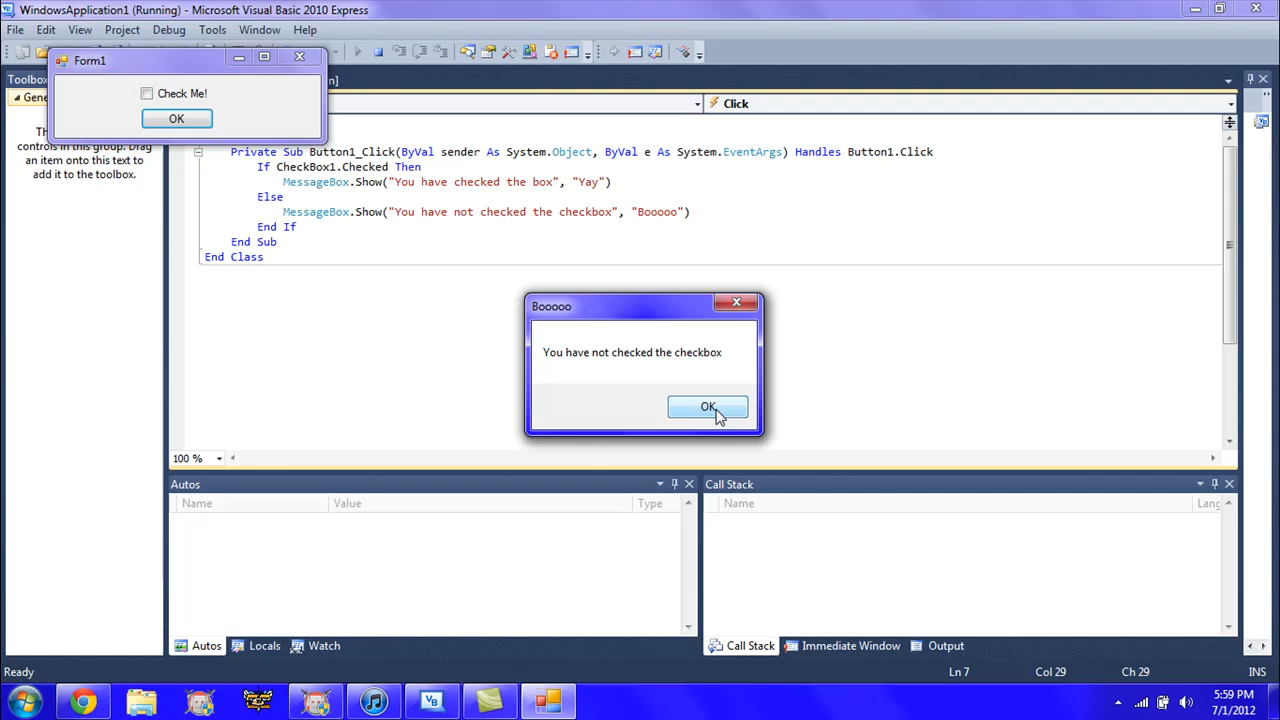 WindowsApplication1 (Running) - Microsoft Visual Basic 2010 Express
File Edit View Project Debug Tools Window Help
Form1
Check Me!
OK
Toolbox
Click
controls in this group. Drag
an item onto this text to
add it to the toolbox.
Private Sub Button1_Click(ByVal sender As System.Object, ByVal e As System.EventArgs) Handles Button1.Click
If CheckBox1.Checked Then
MessageBox.Show("You have checked the box", "Yay")
Else
MessageBox.Show("You have not checked the checkbox", "Booooo")
End If
End Sub
End Class
Booooo
You have not checked the checkbox
OK
100 %
Autos
Name Value Type
Call Stack
Name Lang
Autos Locals Watch
Call Stack Immediate Window Output
Ready Ln 7 Col 29 Ch 29 INS
5:59 PM
7/1/2012